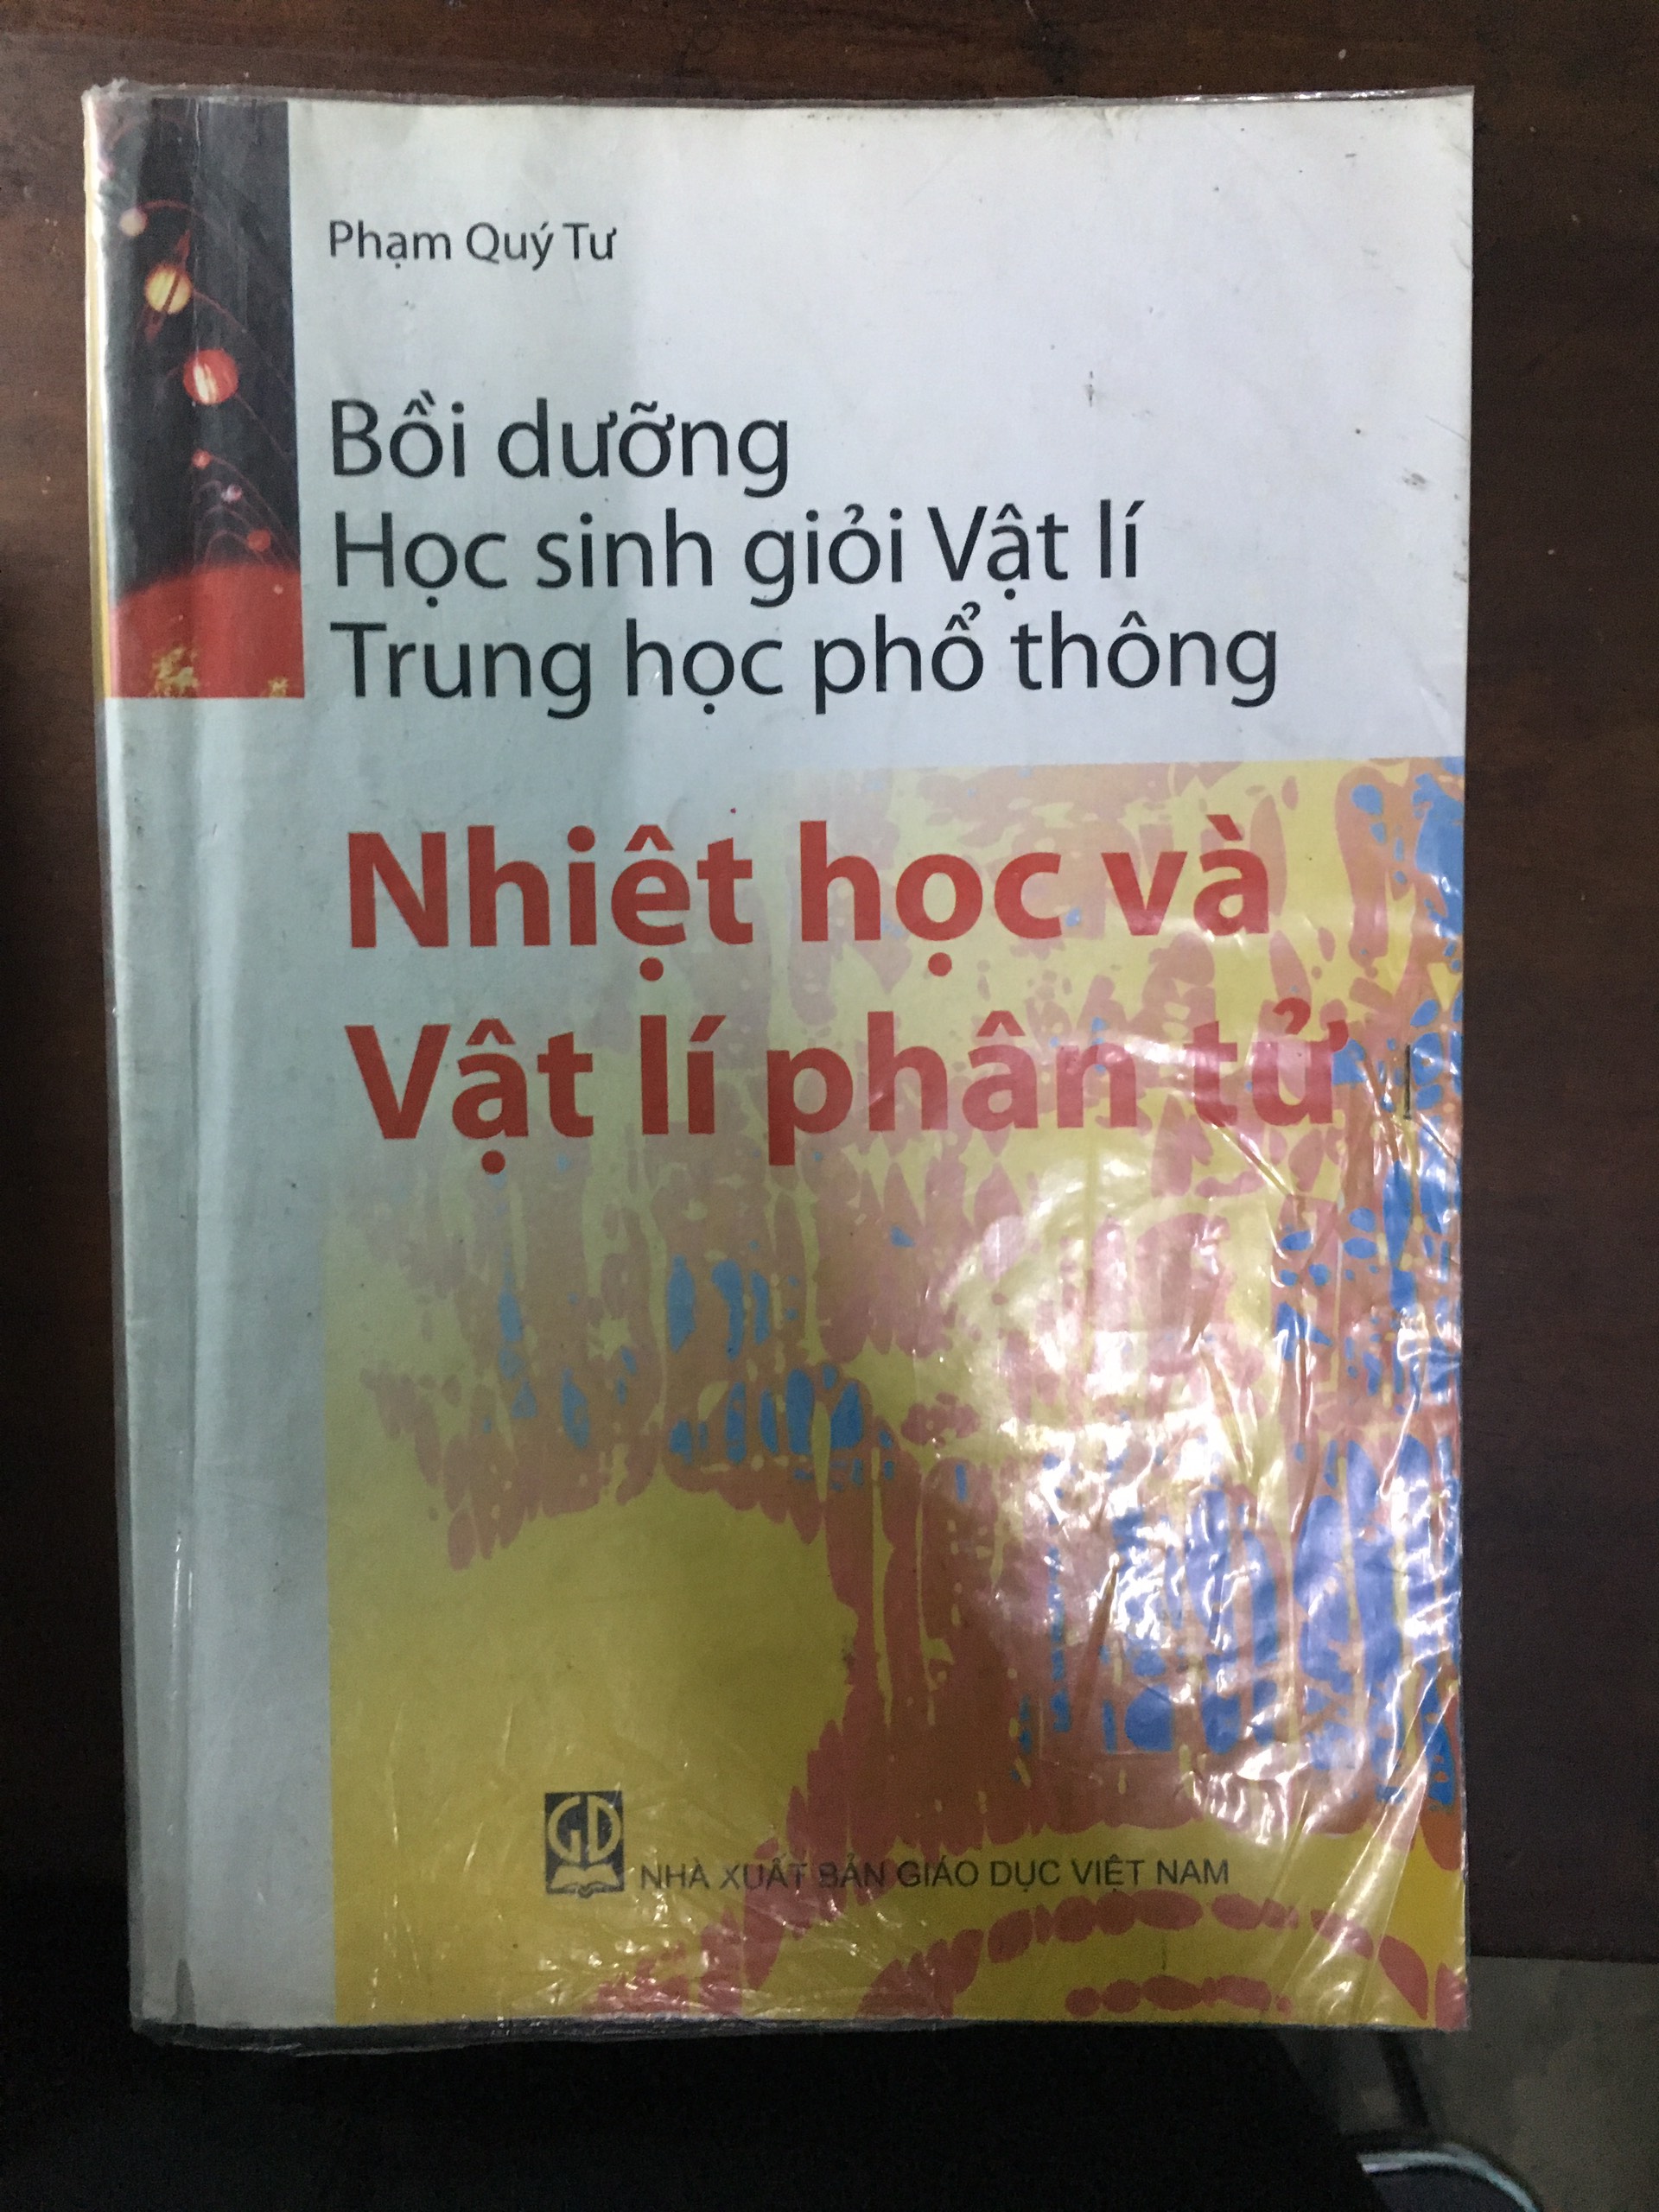 Phạm Quý Tư
Bồi dưỡng
Học sinh giỏi Vật lí
Trung học phổ thông
Nhiệt học và
Vật lí phân tử
GD
NHÀ XUẤT BẢN GIÁO DỤC VIỆT NAM